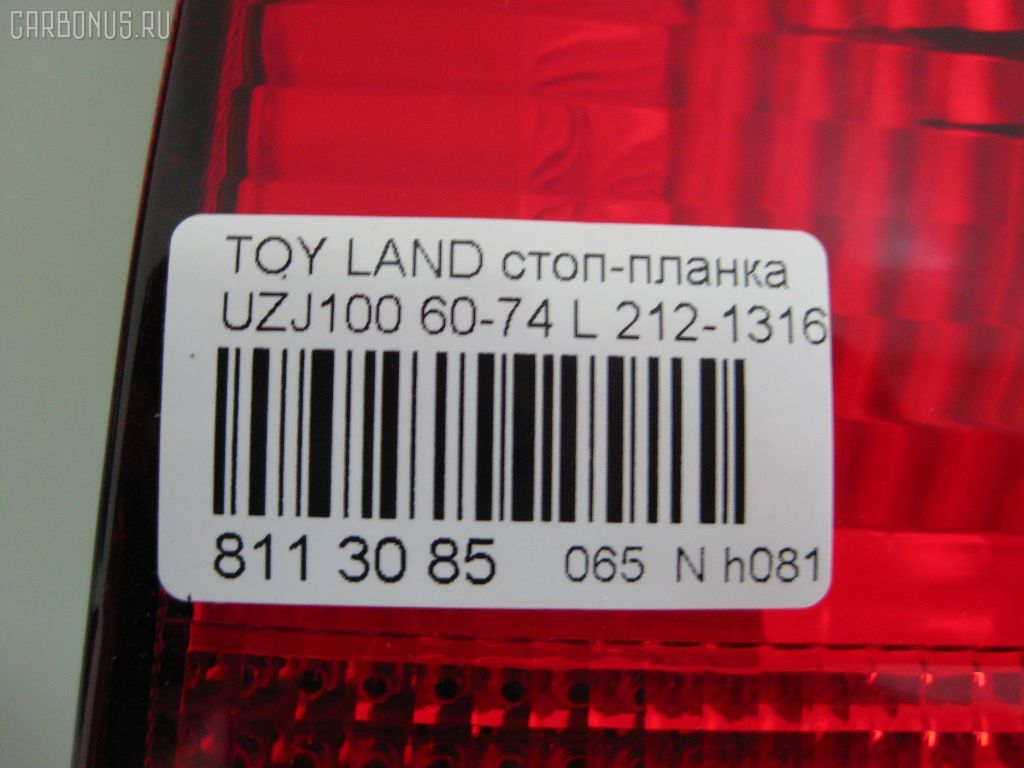 CARBONUS.RU
TOY LAND стоп-планка
UZJ100 60-74 L 212-1316
811 30 85 065 N h081